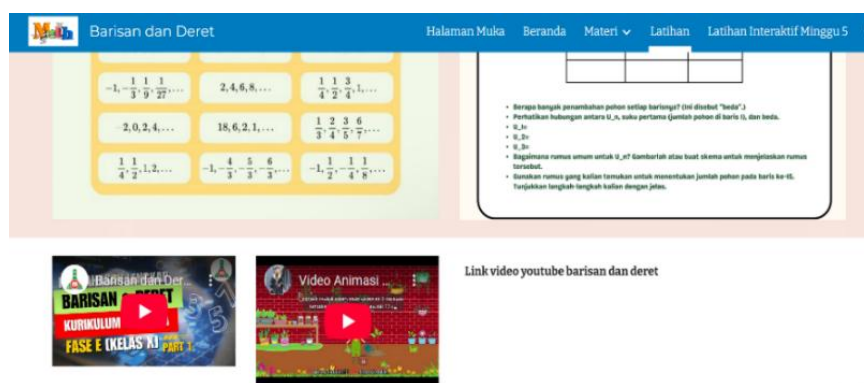 Math
Barisan dan Deret
Halaman Muka Beranda Materi Latihan Latihan Interaktif Minggu 5
-1, -1/3, 1/9, 1/27, ...
2, 4, 6, 8, ...
1/4, 1/2, 3/4, 1, ...
-2, 0, 2, 4, ...
18, 6, 2, 1, ...
1/3, 2/4, 3/5, 6/7, ...
1/4, 1/2, 1, 2, ...
-1, -4/3, -5/3, -6/3, ...
-1, 1/2, -1/4, 1/8, ...
• Berapa banyak penambahan pohon setiap barisnya? (Ini disebut "beda".)
• Perhatikan hubungan antara U_n, suku pertama (jumlah pohon di baris 1), dan beda.
• U_1=
• U_2=
• U_3=
• Bagaimana rumus umum untuk U_n? Gambarlah atau buat skema untuk menjelaskan rumus
tersebut.
• Gunakan rumus yang kalian temukan untuk menentukan jumlah pohon pada baris ke-15.
Tunjukkan langkah-langkah kalian dengan jelas.
Barisan dan Der...
BARISAN
KURIKULUM
FASE E (KELAS X) PART 1
Video Animasi ...
Link video youtube barisan dan deret